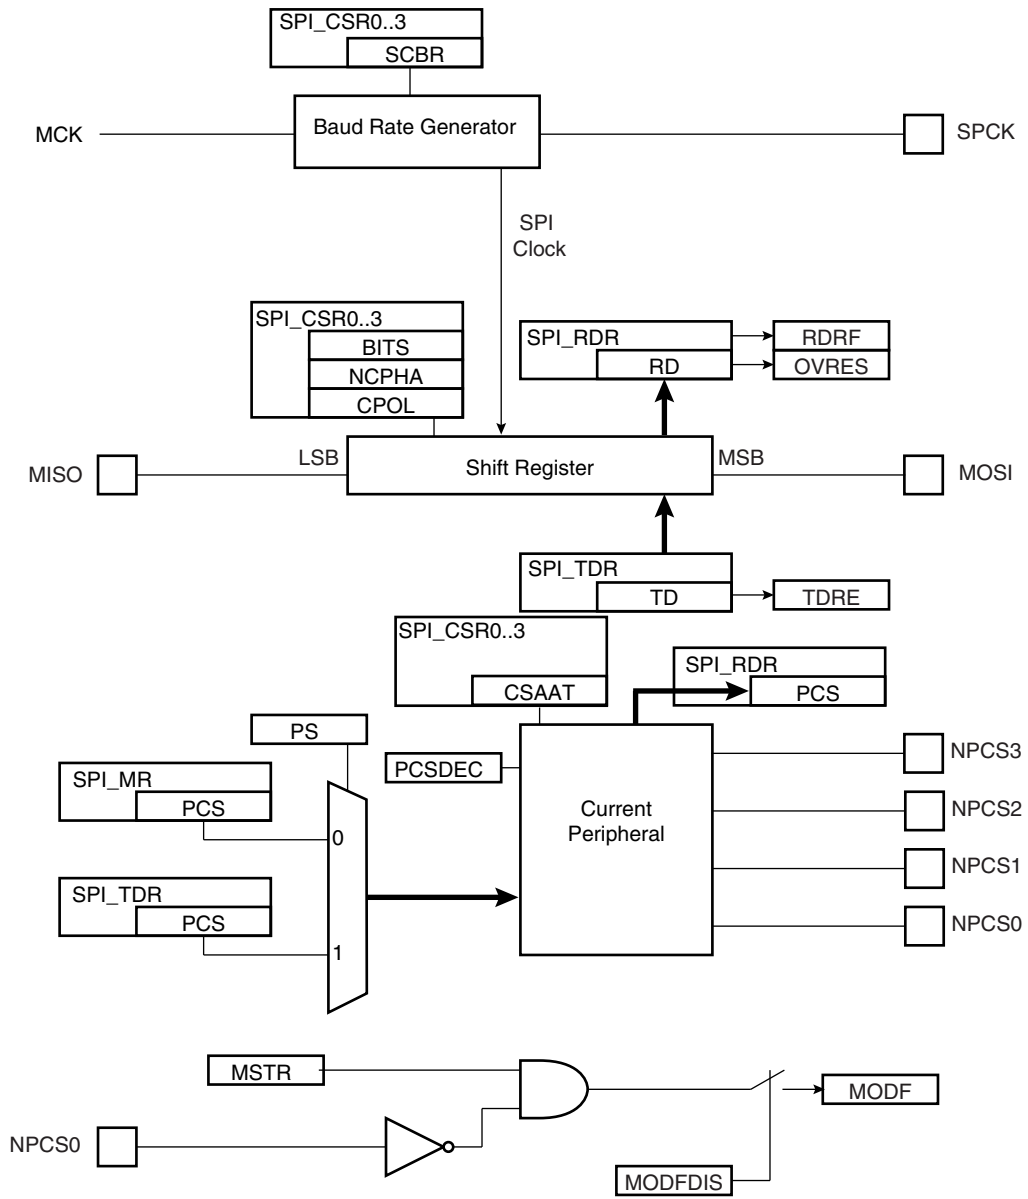 SPI_CSR0..3
SCBR
MCK
Baud Rate Generator
SPCK
SPI
Clock
SPI_CSR0..3
BITS
NCPHA
CPOL
SPI_RDR
RD
RDRF
OVRES
MISO
LSB
Shift Register
MSB
MOSI
SPI_TDR
TD
TDRE
SPI_CSR0..3
CSAAT
SPI_RDR
PCS
PS
PCSDEC
SPI_MR
PCS
0
Current
Peripheral
NPCS3
NPCS2
NPCS1
NPCS0
SPI_TDR
PCS
1
MSTR
MODF
NPCS0
MODFDIS